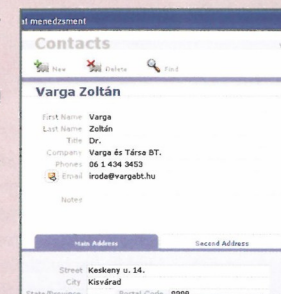 at menedzsment
Contacts
New Delete Find
Varga Zoltán
First Name Varga
Last Name Zoltán
Title Dr.
Company Varga és Társa BT.
Phones 06 1 434 3453
Email iroda@vargabt.hu
Notes
Main Address Second Address
Street Keskeny u. 14.
City Kisvárad
Postal Code